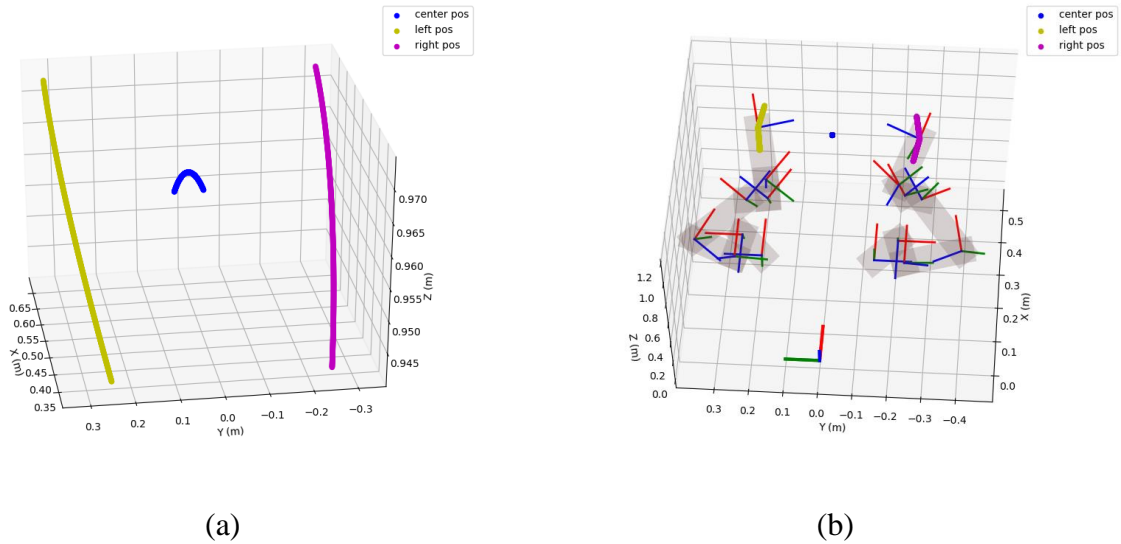 center pos
left pos
right pos
0.970
0.965
0.960
0.955
0.950
0.945
Z (m)
0.65
0.60
0.55
0.50
0.45
0.40
0.35
X (m)
0.3
0.2
0.1
0.0
−0.1
−0.2
−0.3
Y (m)
(a)
center pos
left pos
right pos
1.2
1.0
0.8
0.6
0.4
0.2
0.0
Z (m)
0.5
0.4
0.3
0.2
0.1
0.0
X (m)
0.3
0.2
0.1
0.0
−0.1
−0.2
−0.3
−0.4
Y (m)
(b)